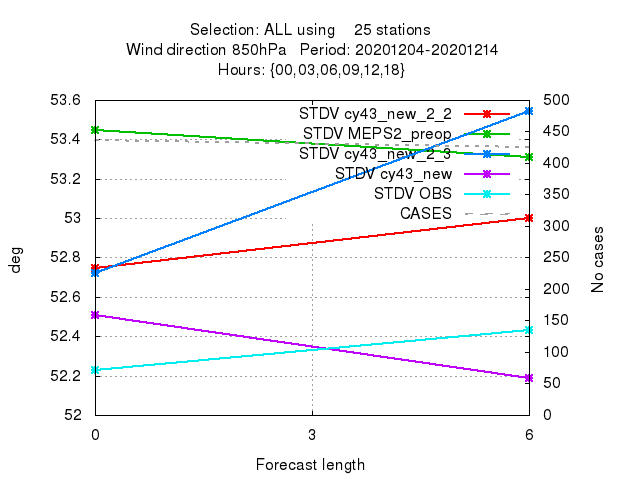 Selection: ALL using    25 stations
Wind direction 850hPa   Period: 20201204-20201214
Hours: {00,03,06,09,12,18}
53.6
53.4
53.2
53
52.8
52.6
52.4
52.2
52
500
450
400
350
300
250
200
150
100
50
0
STDV cy43_new_2_2
STDV MEPS2_preop
STDV cy43_new_2_3
STDV cy43_new
STDV OBS
CASES
deg
No cases
0
3
6
Forecast length